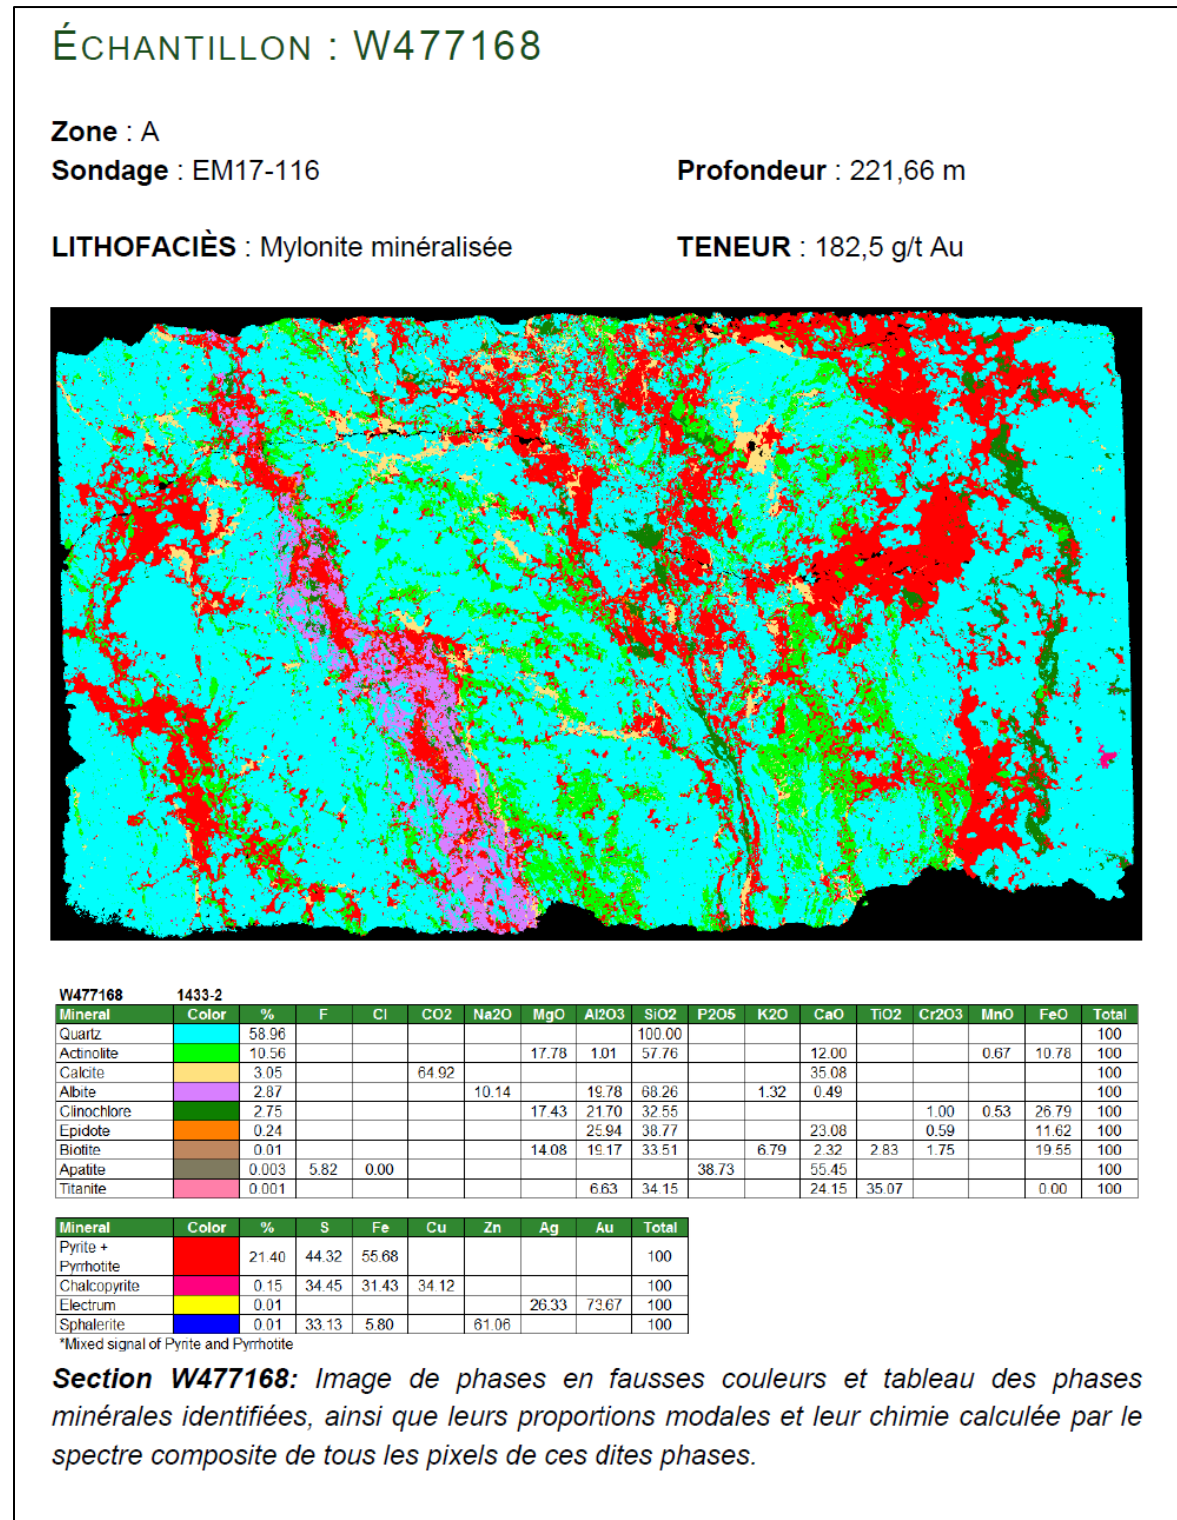 ÉCHANTILLON : W477168
Zone : A
Sondage : EM17-116 Profondeur : 221,66 m
LITHOFACIÈS : Mylonite minéralisée TENEUR : 182,5 g/t Au
W477168 1433-2
Mineral Color % F Cl CO2 Na2O MgO Al2O3 SiO2 P2O5 K2O CaO TiO2 Cr2O3 MnO FeO Total
Quartz 58.96 100.00 100
Actinolite 10.56 17.78 1.01 57.76 12.00 0.67 10.78 100
Calcite 3.05 64.92 35.08 100
Albite 2.87 10.14 19.78 68.26 1.32 0.49 100
Clinochlore 2.75 17.43 21.70 32.55 1.00 0.53 26.79 100
Epidote 0.24 25.94 38.77 23.08 0.59 11.62 100
Biotite 0.01 14.08 19.17 33.51 6.79 2.32 2.83 1.75 19.55 100
Apatite 0.003 5.82 0.00 38.73 55.45 100
Titanite 0.001 6.63 34.15 24.15 35.07 0.00 100
Mineral Color % S Fe Cu Zn Ag Au Total
Pyrite +
Pyrrhotite 21.40 44.32 55.68 100
Chalcopyrite 0.15 34.45 31.43 34.12 100
Electrum 0.01 26.33 73.67 100
Sphalerite 0.01 33.13 5.80 61.06 100
*Mixed signal of Pyrite and Pyrrhotite
Section W477168: Image de phases en fausses couleurs et tableau des phases
minérales identifiées, ainsi que leurs proportions modales et leur chimie calculée par le
spectre composite de tous les pixels de ces dites phases.